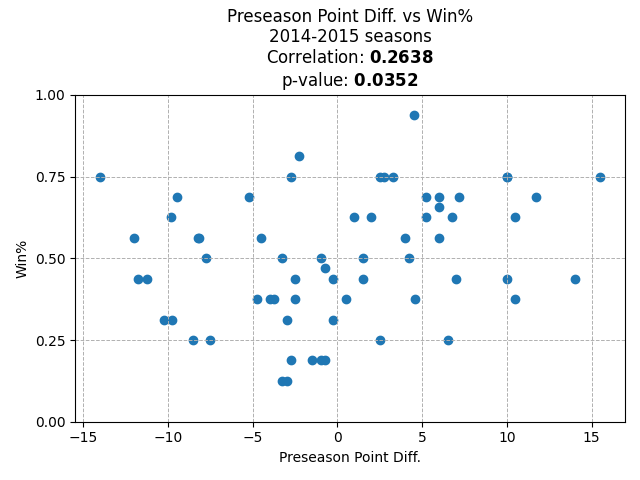 Preseason Point Diff. vs Win%
2014-2015 seasons
Correlation: 0.2638
p-value: 0.0352
1.00
0.75
0.50
0.25
0.00
Win%
−15 −10 −5 0 5 10 15
Preseason Point Diff.